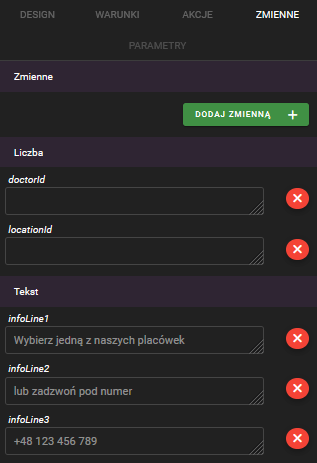 DESIGN WARUNKI AKCJE ZMIENNE
PARAMETRY
Zmienne
DODAJ ZMIENNĄ +
Liczba
doctorId
locationId
Tekst
infoLine1
Wybierz jedną z naszych placówek
infoLine2
lub zadzwoń pod numer
infoLine3
+48 123 456 789